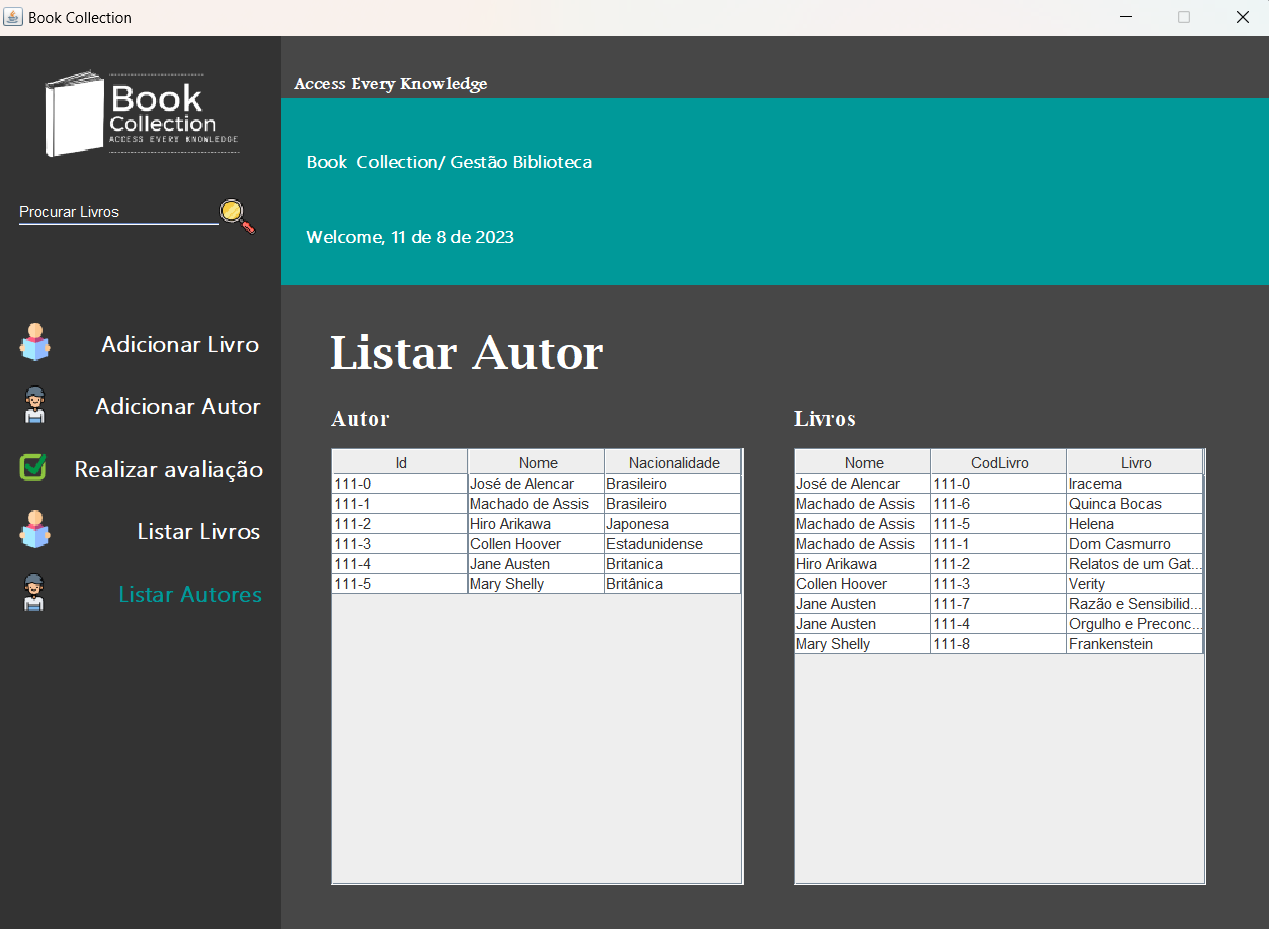 Book Collection
Book
Collection
ACCESS EVERY KNOWLEDGE
Procurar Livros
Adicionar Livro
Adicionar Autor
Realizar avaliação
Listar Livros
Listar Autores
Access Every Knowledge
Book Collection/ Gestão Biblioteca
Welcome, 11 de 8 de 2023
Listar Autor
Autor
Id Nome Nacionalidade
111-0 José de Alencar Brasileiro
111-1 Machado de Assis Brasileiro
111-2 Hiro Arikawa Japonesa
111-3 Collen Hoover Estadunidense
111-4 Jane Austen Britanica
111-5 Mary Shelly Britânica
Livros
Nome CodLivro Livro
José de Alencar 111-0 Iracema
Machado de Assis 111-6 Quinca Bocas
Machado de Assis 111-5 Helena
Machado de Assis 111-1 Dom Casmurro
Hiro Arikawa 111-2 Relatos de um Gat...
Collen Hoover 111-3 Verity
Jane Austen 111-7 Razão e Sensibilid...
Jane Austen 111-4 Orgulho e Preconc...
Mary Shelly 111-8 Frankenstein